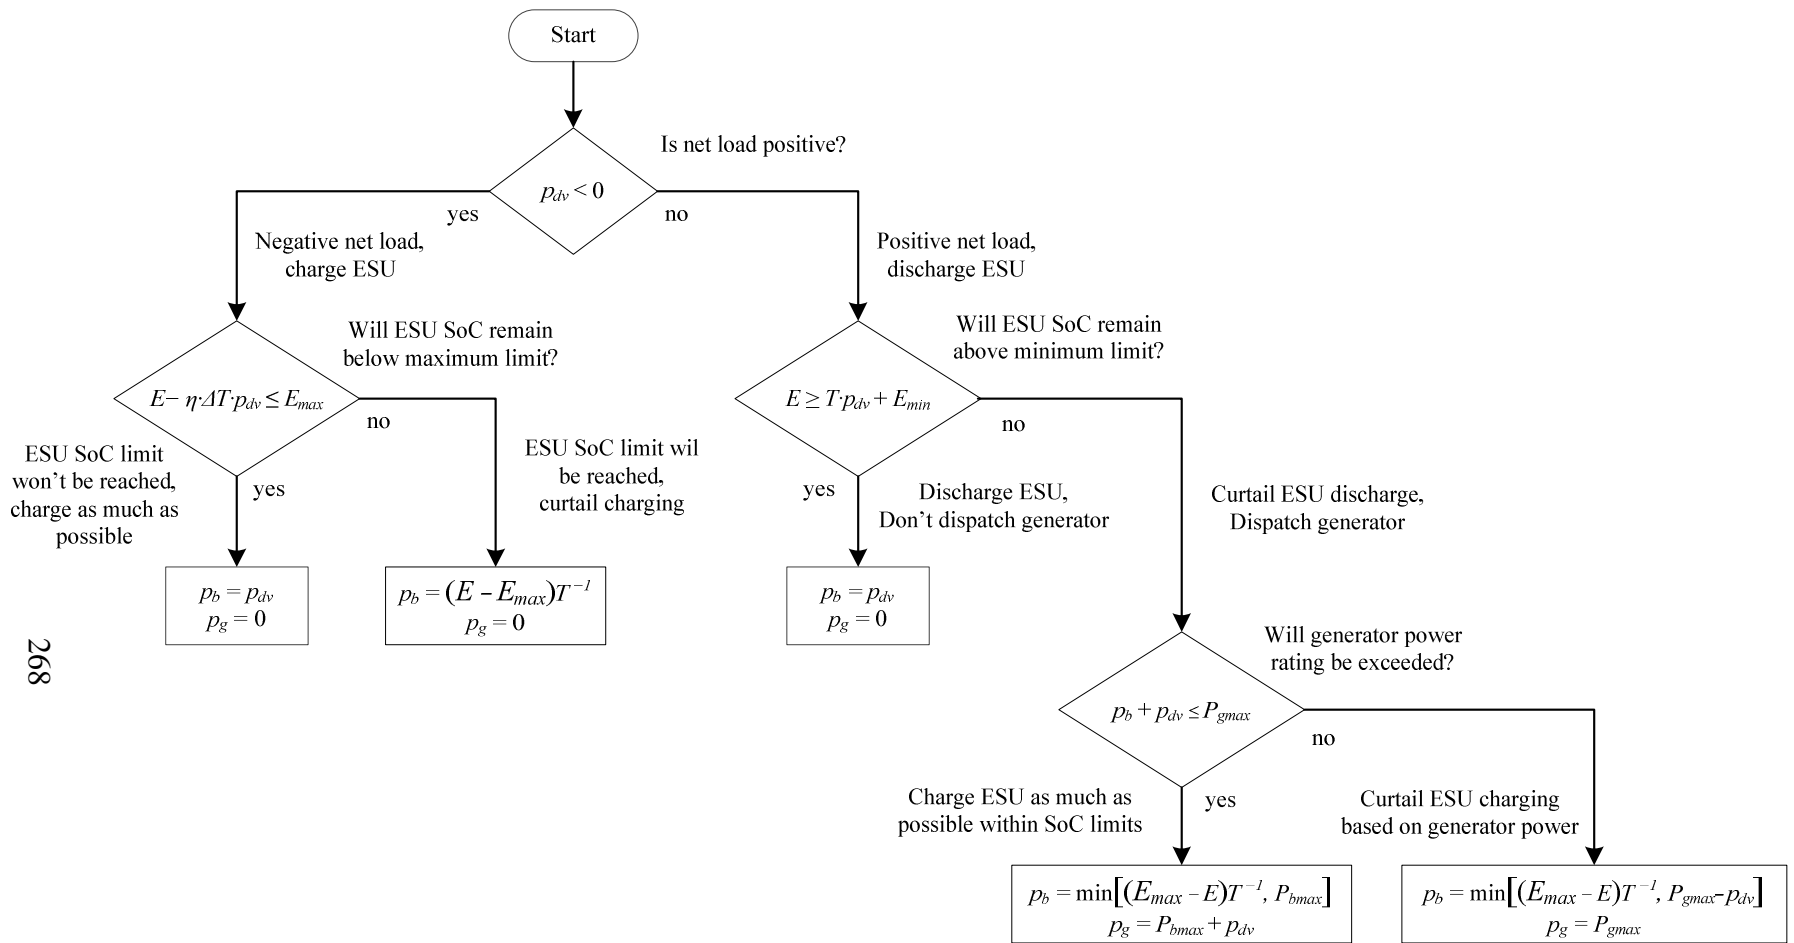 Start
Is net load positive?
p_dv < 0
yes
no
Negative net load,
charge ESU
Positive net load,
discharge ESU
Will ESU SoC remain
below maximum limit?
Will ESU SoC remain
above minimum limit?
E− η·ΔT·p_dv ≤ E_max
no
E ≥ T·p_dv + E_min
no
ESU SoC limit
won’t be reached,
charge as much as
possible
yes
ESU SoC limit wil
be reached,
curtail charging
yes
Discharge ESU,
Don’t dispatch generator
Curtail ESU discharge,
Dispatch generator
p_b = p_dv
p_g = 0
p_b = (E − E_max)T^−1
p_g = 0
p_b = p_dv
p_g = 0
268
Will generator power
rating be exceeded?
p_b + p_dv ≤ P_gmax
no
Charge ESU as much as
possible within SoC limits
yes
Curtail ESU charging
based on generator power
p_b = min[(E_max − E)T^−1, P_bmax]
p_g = P_bmax + p_dv
p_b = min[(E_max − E)T^−1, P_gmax−p_dv]
p_g = P_gmax